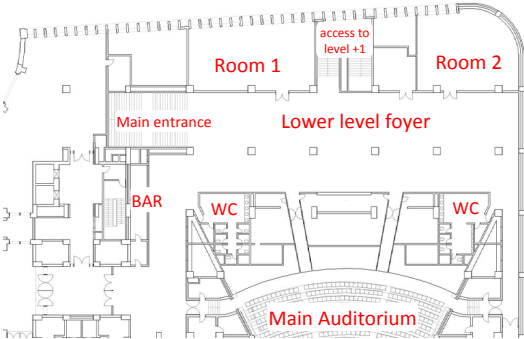 access to
level +1
Room 1
Room 2
Main entrance
Lower level foyer
BAR
WC
WC
Main Auditorium